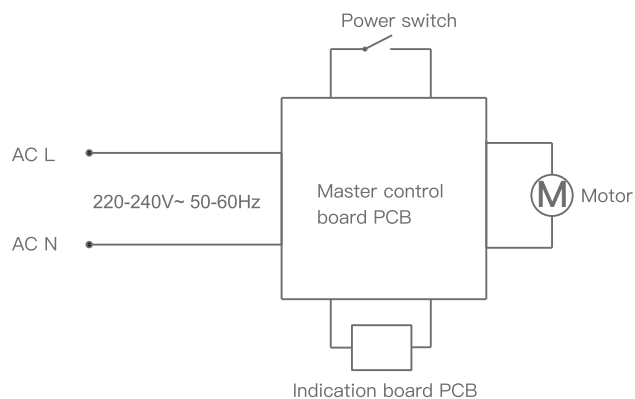 Power switch
AC L
220-240V~ 50-60Hz
Master control
board PCB
M
Motor
AC N
Indication board PCB